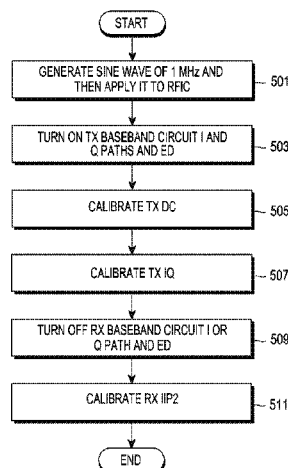 START
GENERATE SINE WAVE OF 1 MHz AND
THEN APPLY IT TO RFIC
501
TURN ON TX BASEBAND CIRCUIT I AND
Q PATHS AND ED
503
CALIBRATE TX DC
505
CALIBRATE TX IQ
507
TURN OFF RX BASEBAND CIRCUIT I OR
Q PATH AND ED
509
CALIBRATE RX IIP2
511
END